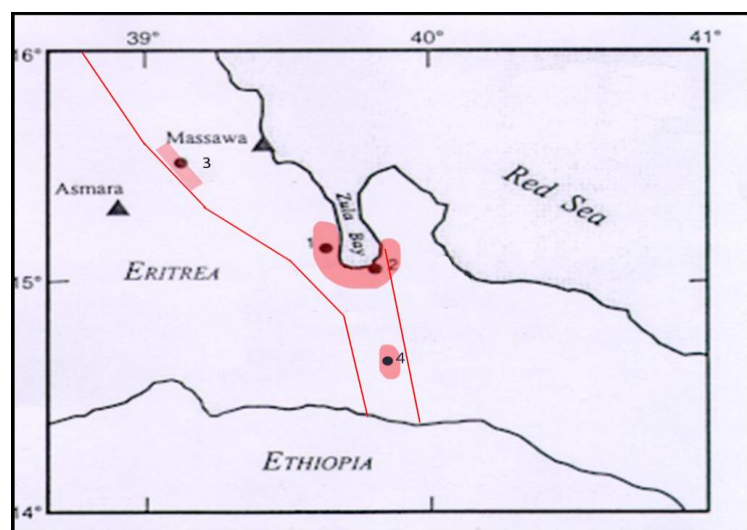 39°
40°
41°
16°
Massawa
3
Asmara
Red Sea
Zula Bay
1
2
ERITREA
15°
4
ETHIOPIA
14°